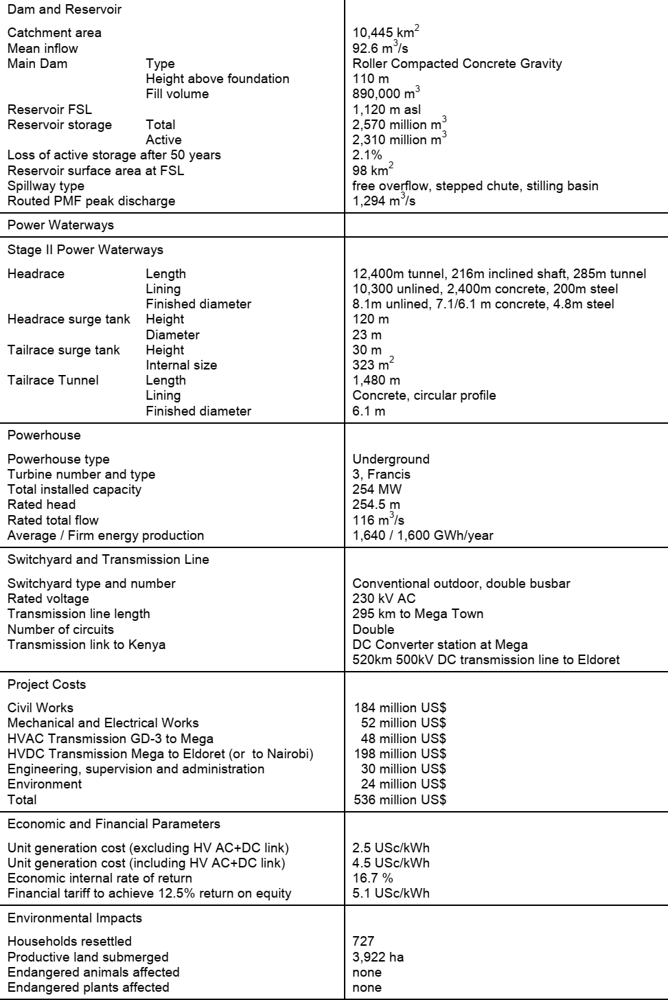 Dam and Reservoir
Catchment area 10,445 km²
Mean inflow 92.6 m³/s
Main Dam Type Roller Compacted Concrete Gravity
Height above foundation 110 m
Fill volume 890,000 m³
Reservoir FSL 1,120 m asl
Reservoir storage Total 2,570 million m³
Active 2,310 million m³
Loss of active storage after 50 years 2.1%
Reservoir surface area at FSL 98 km²
Spillway type free overflow, stepped chute, stilling basin
Routed PMF peak discharge 1,294 m³/s
Power Waterways
Stage II Power Waterways
Headrace Length 12,400m tunnel, 216m inclined shaft, 285m tunnel
Lining 10,300 unlined, 2,400m concrete, 200m steel
Finished diameter 8.1m unlined, 7.1/6.1 m concrete, 4.8m steel
Headrace surge tank Height 120 m
Diameter 23 m
Tailrace surge tank Height 30 m
Internal size 323 m²
Tailrace Tunnel Length 1,480 m
Lining Concrete, circular profile
Finished diameter 6.1 m
Powerhouse
Powerhouse type Underground
Turbine number and type 3, Francis
Total installed capacity 254 MW
Rated head 254.5 m
Rated total flow 116 m³/s
Average / Firm energy production 1,640 / 1,600 GWh/year
Switchyard and Transmission Line
Switchyard type and number Conventional outdoor, double busbar
Rated voltage 230 kV AC
Transmission line length 295 km to Mega Town
Number of circuits Double
Transmission link to Kenya DC Converter station at Mega
520km 500kV DC transmission line to Eldoret
Project Costs
Civil Works 184 million US$
Mechanical and Electrical Works 52 million US$
HVAC Transmission GD-3 to Mega 48 million US$
HVDC Transmission Mega to Eldoret (or to Nairobi) 198 million US$
Engineering, supervision and administration 30 million US$
Environment 24 million US$
Total 536 million US$
Economic and Financial Parameters
Unit generation cost (excluding HV AC+DC link) 2.5 USc/kWh
Unit generation cost (including HV AC+DC link) 4.5 USc/kWh
Economic internal rate of return 16.7 %
Financial tariff to achieve 12.5% return on equity 5.1 USc/kWh
Environmental Impacts
Households resettled 727
Productive land submerged 3,922 ha
Endangered animals affected none
Endangered plants affected none